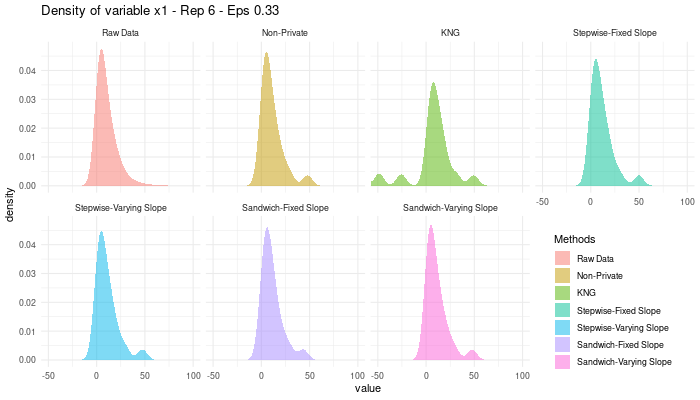 Density of variable x1 - Rep 6 - Eps 0.33
Raw Data
Non-Private
KNG
Stepwise-Fixed Slope
0.04
0.03
0.02
0.01
0.00
-50 0 50 100
density
Stepwise-Varying Slope
Sandwich-Fixed Slope
Sandwich-Varying Slope
0.04
0.03
0.02
0.01
0.00
-50 0 50 100
-50 0 50 100
-50 0 50 100
value
Methods
Raw Data
Non-Private
KNG
Stepwise-Fixed Slope
Stepwise-Varying Slope
Sandwich-Fixed Slope
Sandwich-Varying Slope